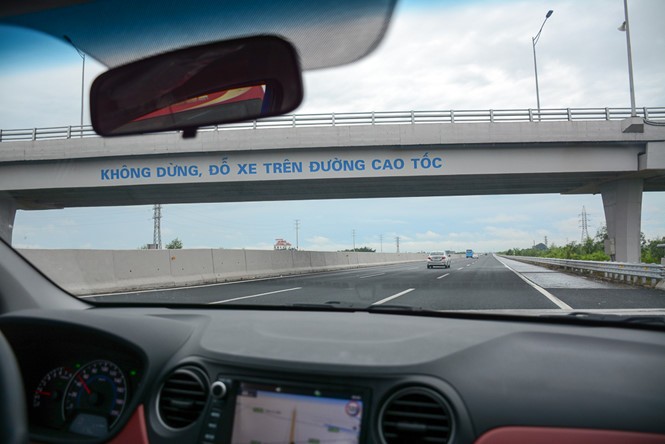 KHÔNG DỪNG, ĐỖ XE TRÊN ĐƯỜNG CAO TỐC